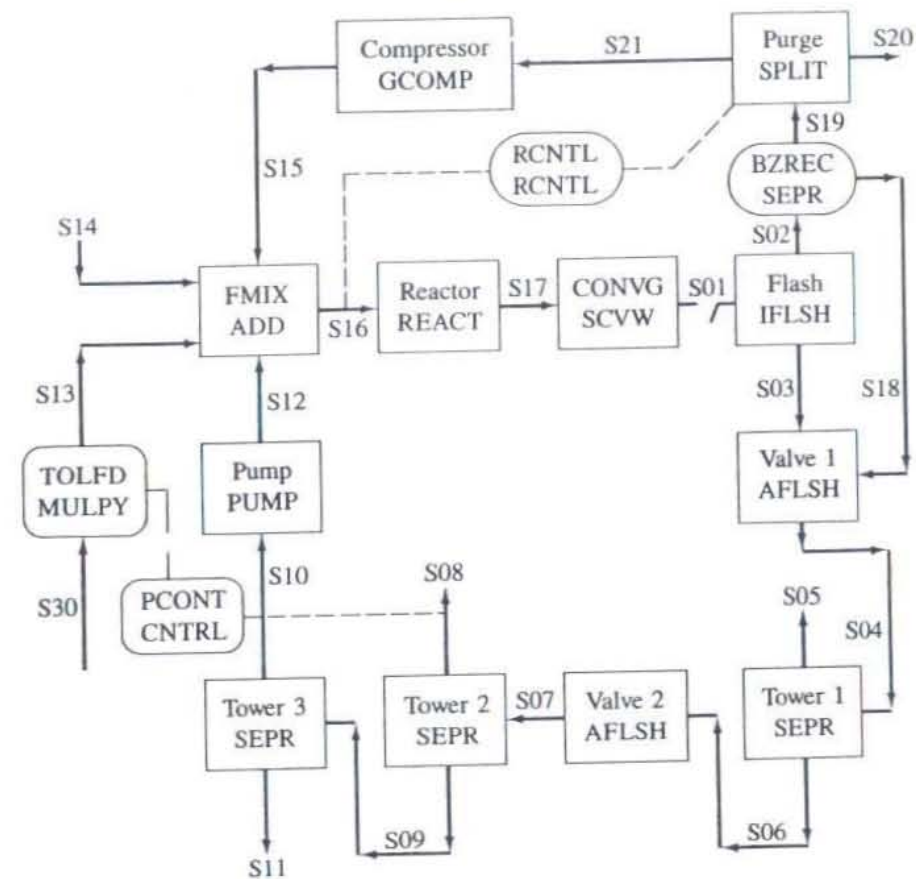 Compressor
GCOMP
S21
Purge
SPLIT
S20
S19
S15
RCNTL
RCNTL
BZREC
SEPR
S14
S02
FMIX
ADD
S16
Reactor
REACT
S17
CONVG
SCVW
S01
Flash
IFLSH
S13
S12
S03
S18
TOLFD
MULPY
Pump
PUMP
Valve 1
AFLSH
S30
PCONT
CNTRL
S10
S08
S05
S04
Tower 3
SEPR
Tower 2
SEPR
S07
Valve 2
AFLSH
Tower 1
SEPR
S11
S09
S06